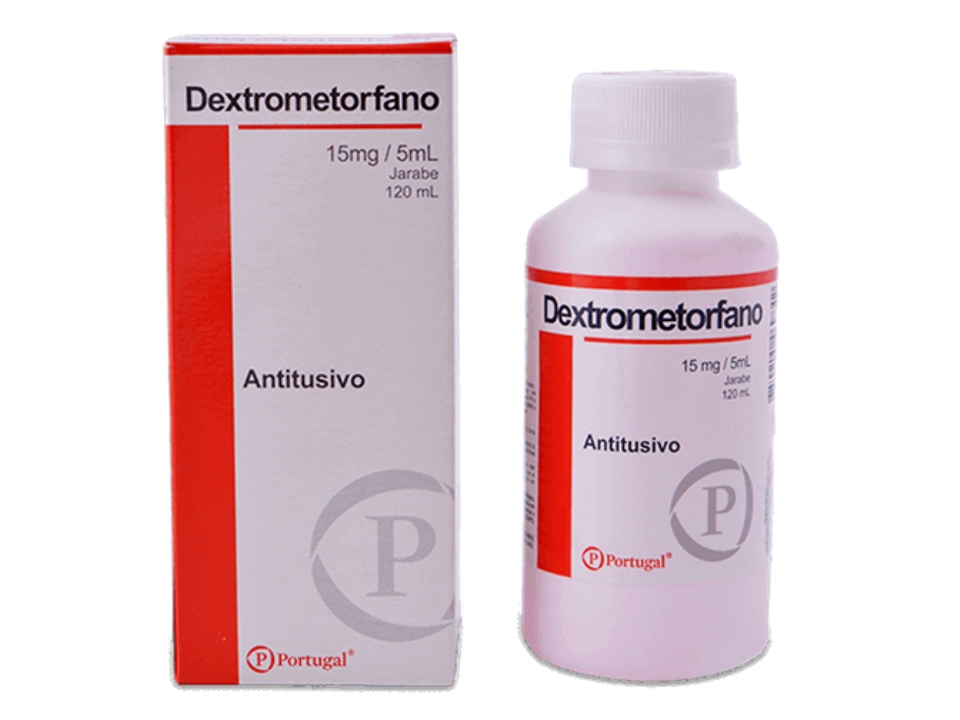 Dextrometorfano
15mg / 5mL
Jarabe
120 mL
Antitusivo
P
P Portugal®
Dextrometorfano
15 mg / 5mL
Jarabe
120 mL
Antitusivo
P
P Portugal®